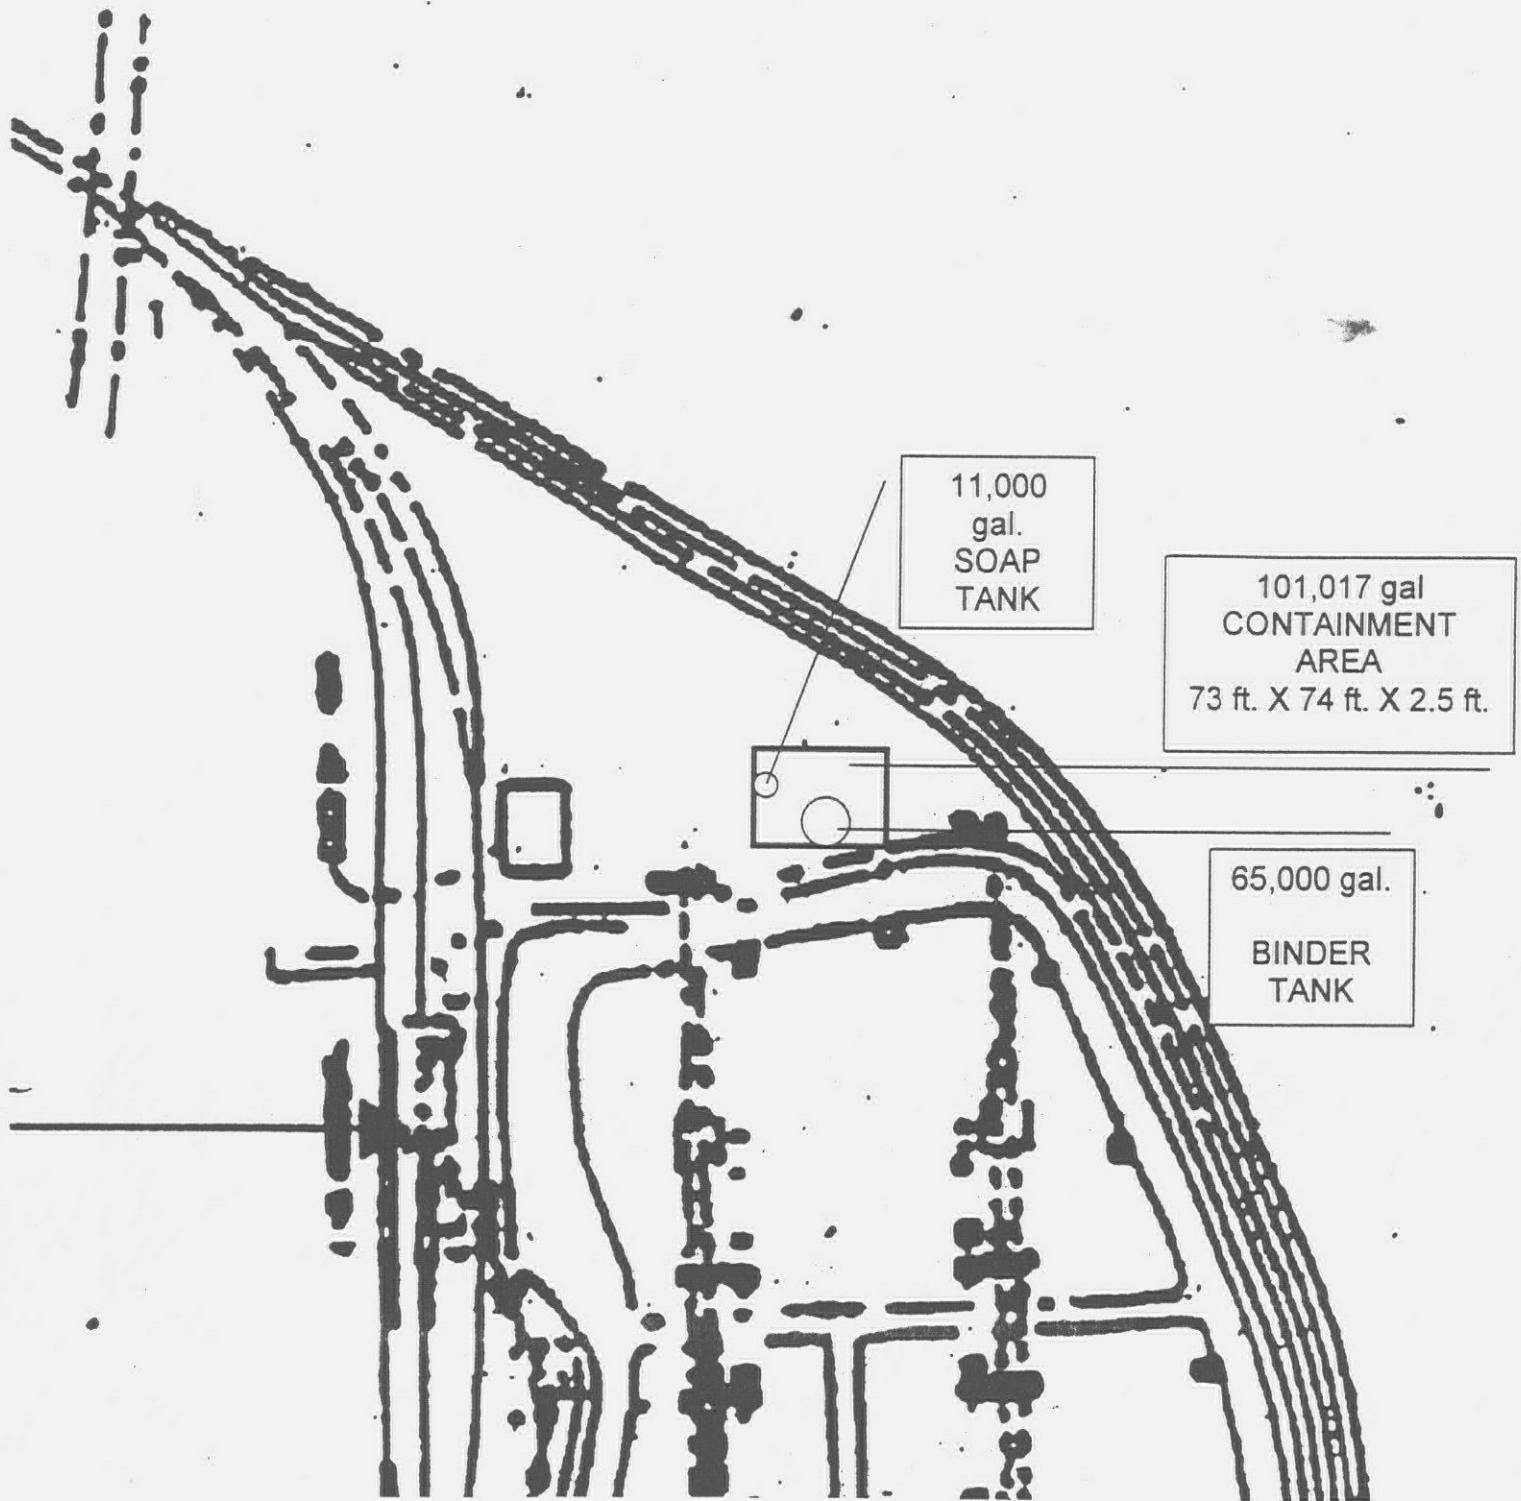 11,000
gal.
SOAP
TANK
101,017 gal
CONTAINMENT
AREA
73 ft. X 74 ft. X 2.5 ft.
65,000 gal.
BINDER
TANK